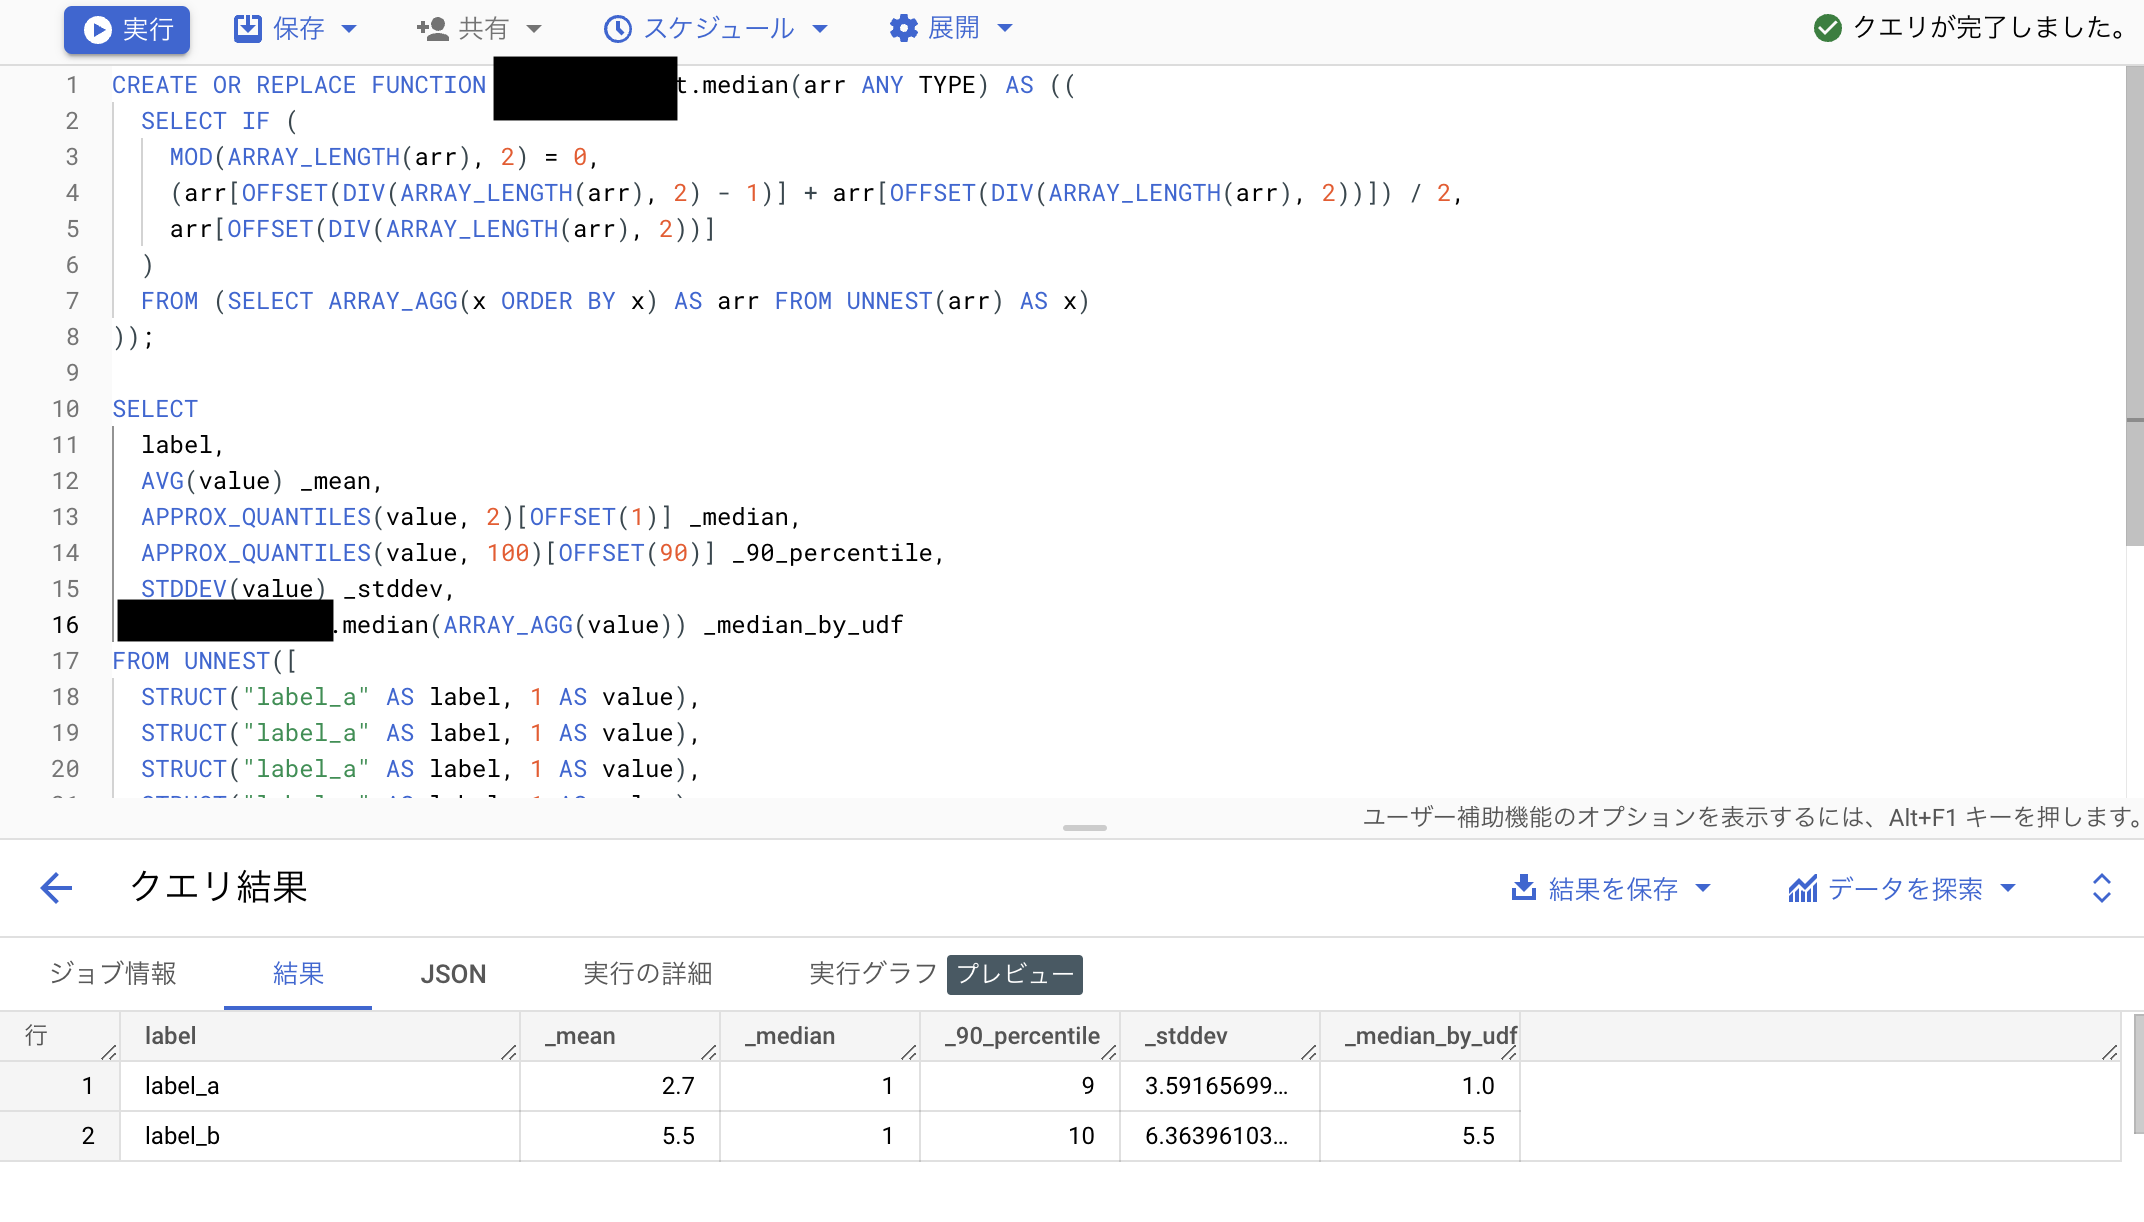 実行 保存 共有 スケジュール 展開 クエリが完了しました。
1 CREATE OR REPLACE FUNCTION t.median(arr ANY TYPE) AS ((
2 SELECT IF (
3 MOD(ARRAY_LENGTH(arr), 2) = 0,
4 (arr[OFFSET(DIV(ARRAY_LENGTH(arr), 2) - 1)] + arr[OFFSET(DIV(ARRAY_LENGTH(arr), 2))]) / 2,
5 arr[OFFSET(DIV(ARRAY_LENGTH(arr), 2))]
6 )
7 FROM (SELECT ARRAY_AGG(x ORDER BY x) AS arr FROM UNNEST(arr) AS x)
8 ));
9
10 SELECT
11 label,
12 AVG(value) _mean,
13 APPROX_QUANTILES(value, 2)[OFFSET(1)] _median,
14 APPROX_QUANTILES(value, 100)[OFFSET(90)] _90_percentile,
15 STDDEV(value) _stddev,
16 .median(ARRAY_AGG(value)) _median_by_udf
17 FROM UNNEST([
18 STRUCT("label_a" AS label, 1 AS value),
19 STRUCT("label_a" AS label, 1 AS value),
20 STRUCT("label_a" AS label, 1 AS value),
ユーザー補助機能のオプションを表示するには、Alt+F1 キーを押します。
クエリ結果 結果を保存 データを探索
ジョブ情報 結果 JSON 実行の詳細 実行グラフ プレビュー
行 label _mean _median _90_percentile _stddev _median_by_udf
1 label_a 2.7 1 9 3.59165699... 1.0
2 label_b 5.5 1 10 6.36396103... 5.5